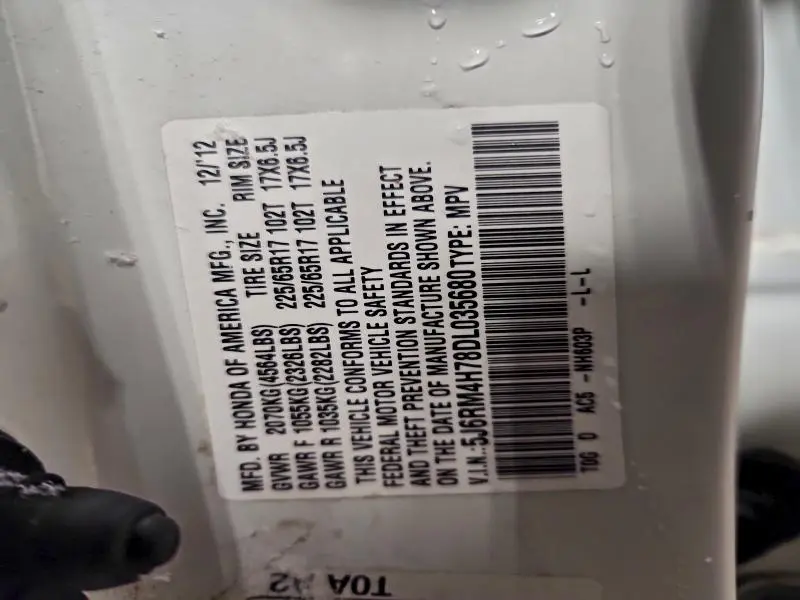 MFD. BY HONDA OF AMERICA MFG., INC. 12/'12
GVWR 2070KG(4564LBS) TIRE SIZE RIM SIZE
GAWR F 1055KG(2326LBS) 225/65R17 102T 17X6.5J
GAWR R 1035KG(2282LBS) 225/65R17 102T 17X6.5J
THIS VEHICLE CONFORMS TO ALL APPLICABLE
FEDERAL MOTOR VEHICLE SAFETY
AND THEFT PREVENTION STANDARDS IN EFFECT
ON THE DATE OF MANUFACTURE SHOWN ABOVE.
V.I.N.:5J6RM4H78DL035680 TYPE: MPV
T0G D AC5 -NH603P -L-L
T0A A2